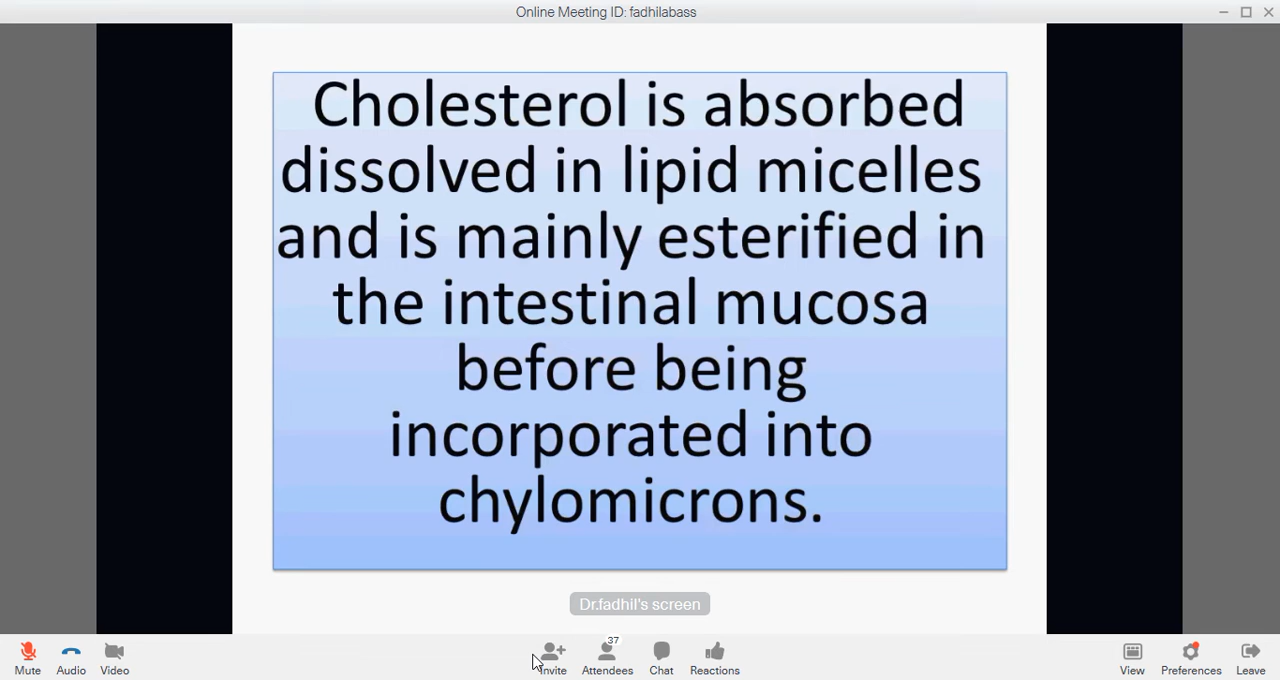 Online Meeting ID: fadhilabass
Cholesterol is absorbed
dissolved in lipid micelles
and is mainly esterified in
the intestinal mucosa
before being
incorporated into
chylomicrons.
Dr.fadhil's screen
37
Mute Audio Video Invite Attendees Chat Reactions View Preferences Leave